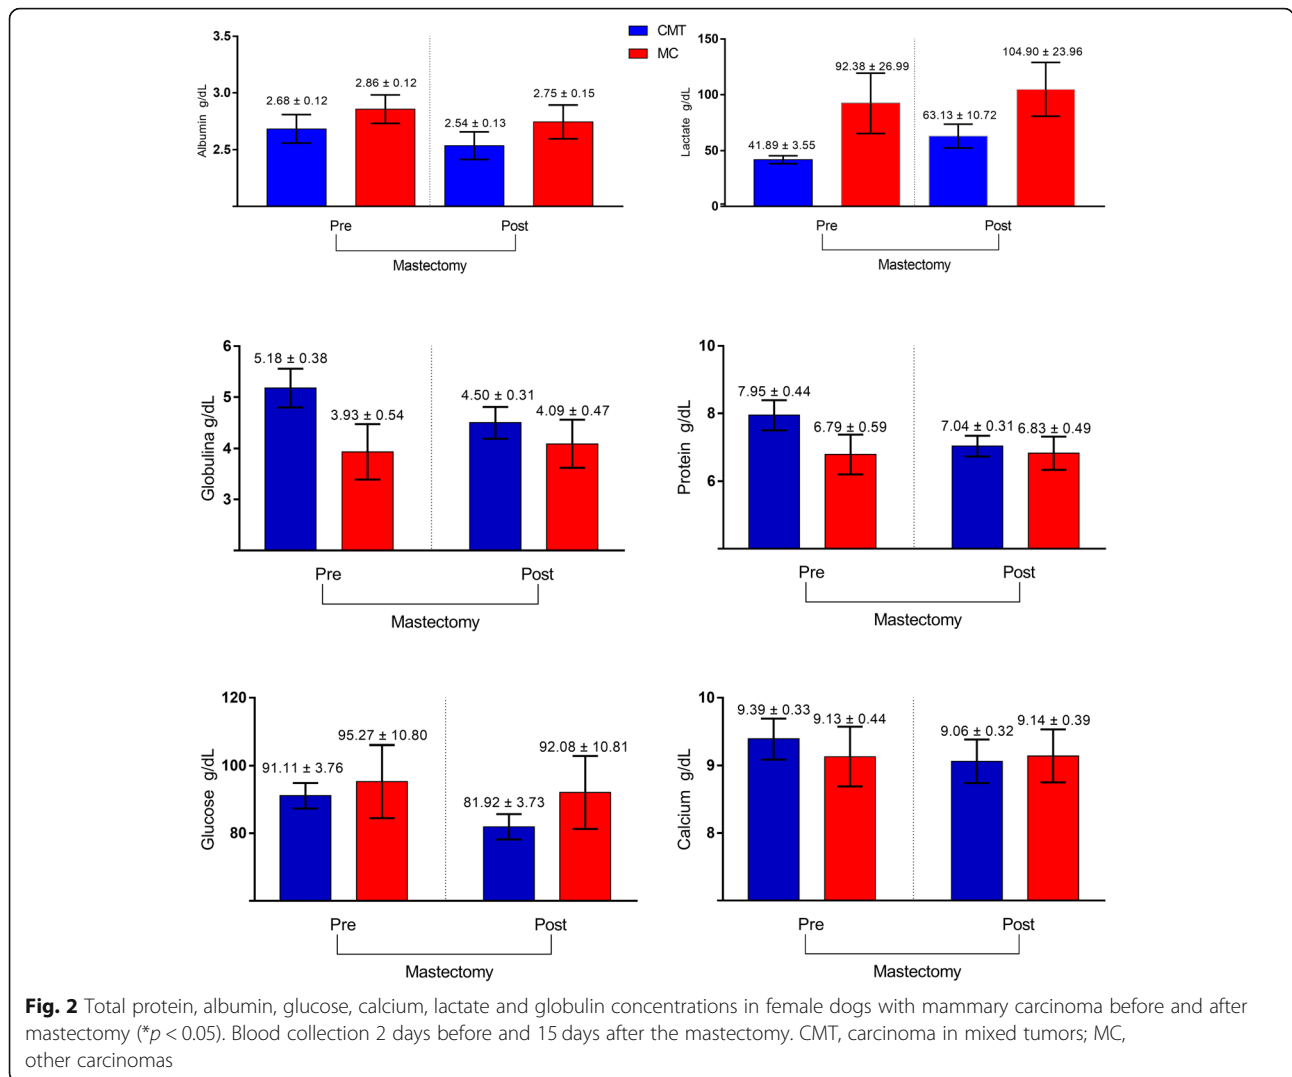 CMT
MC
3.5
3.0
2.5
Albumin g/dL
2.68 ± 0.12
2.86 ± 0.12
2.54 ± 0.13
2.75 ± 0.15
Pre
Post
Mastectomy
150
100
50
0
Lactate g/dL
41.89 ± 3.55
92.38 ± 26.99
63.13 ± 10.72
104.90 ± 23.96
Pre
Post
Mastectomy
6
5
4
3
Globulina g/dL
5.18 ± 0.38
3.93 ± 0.54
4.50 ± 0.31
4.09 ± 0.47
Pre
Post
Mastectomy
10
8
6
Protein g/dL
7.95 ± 0.44
6.79 ± 0.59
7.04 ± 0.31
6.83 ± 0.49
Pre
Post
Mastectomy
120
100
80
Glucose g/dL
91.11 ± 3.76
95.27 ± 10.80
81.92 ± 3.73
92.08 ± 10.81
Pre
Post
Mastectomy
10
9
8
Calcium g/dL
9.39 ± 0.33
9.13 ± 0.44
9.06 ± 0.32
9.14 ± 0.39
Pre
Post
Mastectomy
Fig. 2 Total protein, albumin, glucose, calcium, lactate and globulin concentrations in female dogs with mammary carcinoma before and after
mastectomy (*p < 0.05). Blood collection 2 days before and 15 days after the mastectomy. CMT, carcinoma in mixed tumors; MC,
other carcinomas